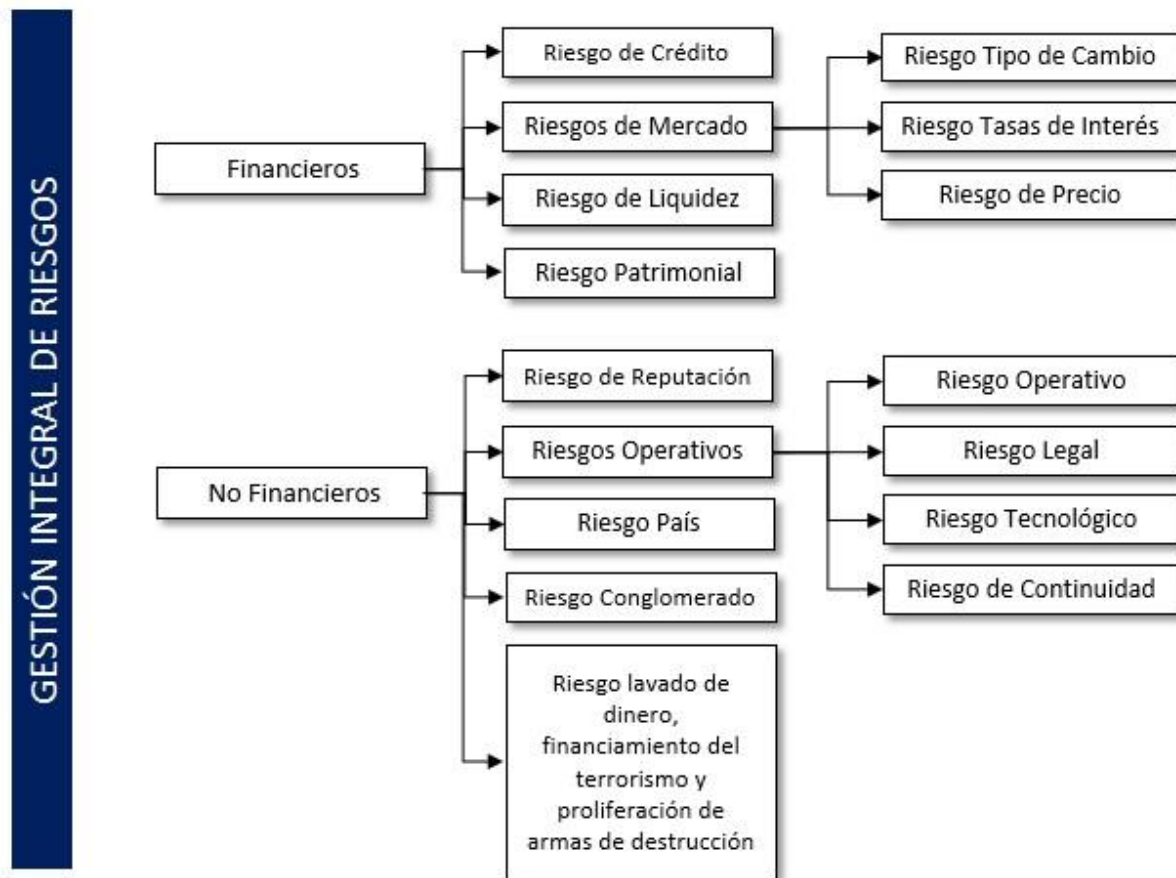 GESTIÓN INTEGRAL DE RIESGOS
Financieros
Riesgo de Crédito
Riesgos de Mercado
Riesgo de Liquidez
Riesgo Patrimonial
Riesgo Tipo de Cambio
Riesgo Tasas de Interés
Riesgo de Precio
No Financieros
Riesgo de Reputación
Riesgos Operativos
Riesgo País
Riesgo Conglomerado
Riesgo lavado de
dinero,
financiamiento del
terrorismo y
proliferación de
armas de destrucción
Riesgo Operativo
Riesgo Legal
Riesgo Tecnológico
Riesgo de Continuidad